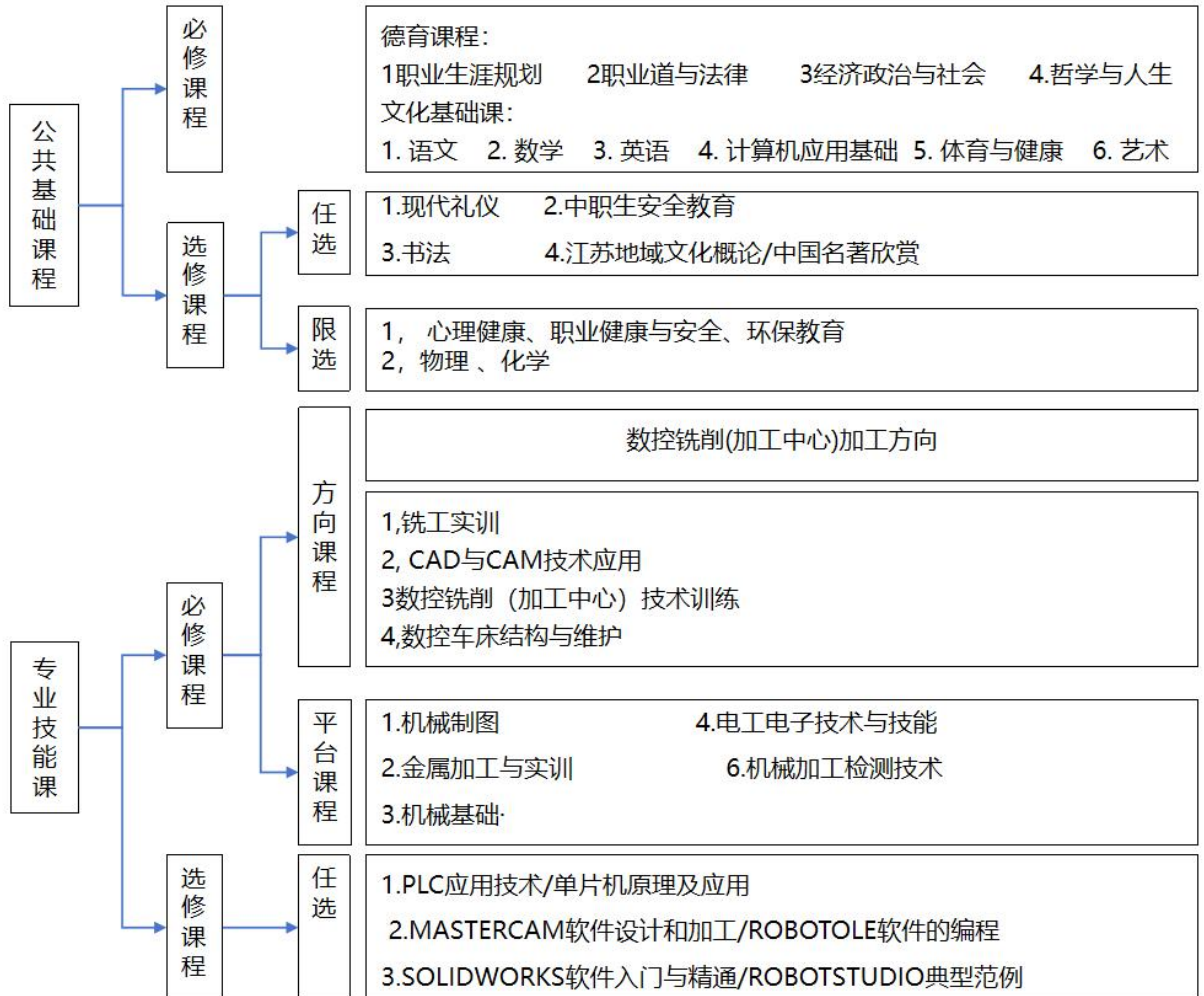 公共基础课程
必修课程
德育课程：
1职业生涯规划 2职业道与法律 3经济政治与社会 4.哲学与人生
文化基础课：
1. 语文 2. 数学 3. 英语 4. 计算机应用基础 5. 体育与健康 6. 艺术
选修课程
任选
1.现代礼仪 2.中职生安全教育
3.书法 4.江苏地域文化概论/中国名著欣赏
限选
1， 心理健康、职业健康与安全、环保教育
2，物理 、化学
专业技能课
必修课程
方向课程
数控铣削(加工中心)加工方向
1,铣工实训
2, CAD与CAM技术应用
3数控铣削（加工中心）技术训练
4,数控车床结构与维护
平台课程
1.机械制图 4.电工电子技术与技能
2.金属加工与实训 6.机械加工检测技术
3.机械基础·
选修课程
任选
1.PLC应用技术/单片机原理及应用
2.MASTERCAM软件设计和加工/ROBOTOLE软件的编程
3.SOLIDWORKS软件入门与精通/ROBOTSTUDIO典型范例